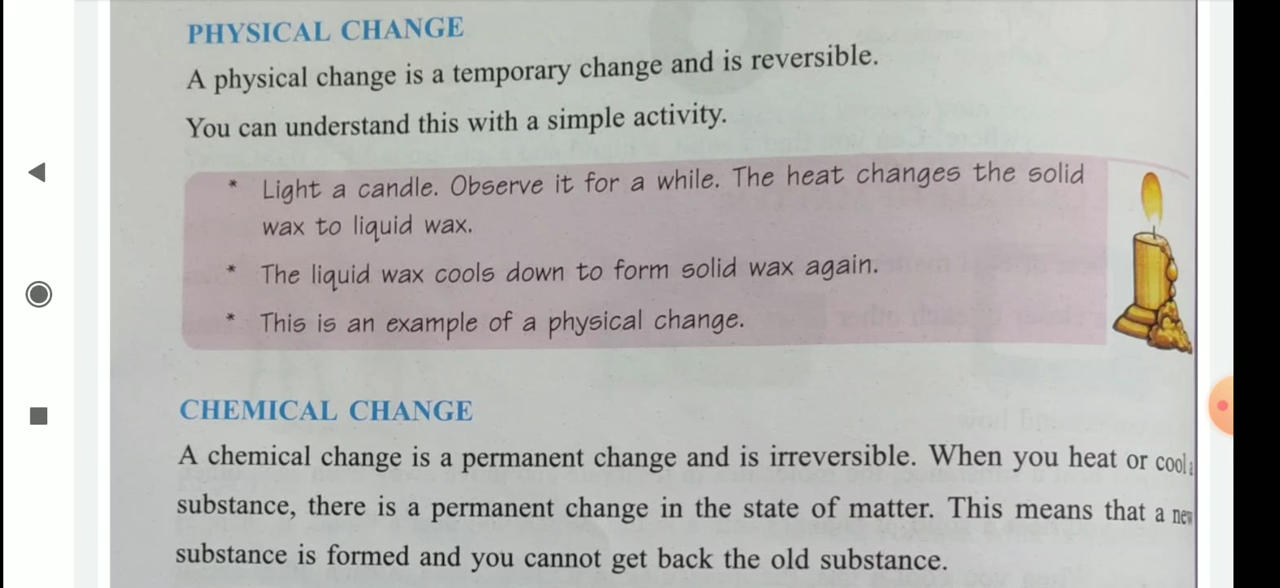 PHYSICAL CHANGE
A physical change is a temporary change and is reversible.
You can understand this with a simple activity.
* Light a candle. Observe it for a while. The heat changes the solid
wax to liquid wax.
* The liquid wax cools down to form solid wax again.
* This is an example of a physical change.
CHEMICAL CHANGE
A chemical change is a permanent change and is irreversible. When you heat or cool a
substance, there is a permanent change in the state of matter. This means that a new
substance is formed and you cannot get back the old substance.